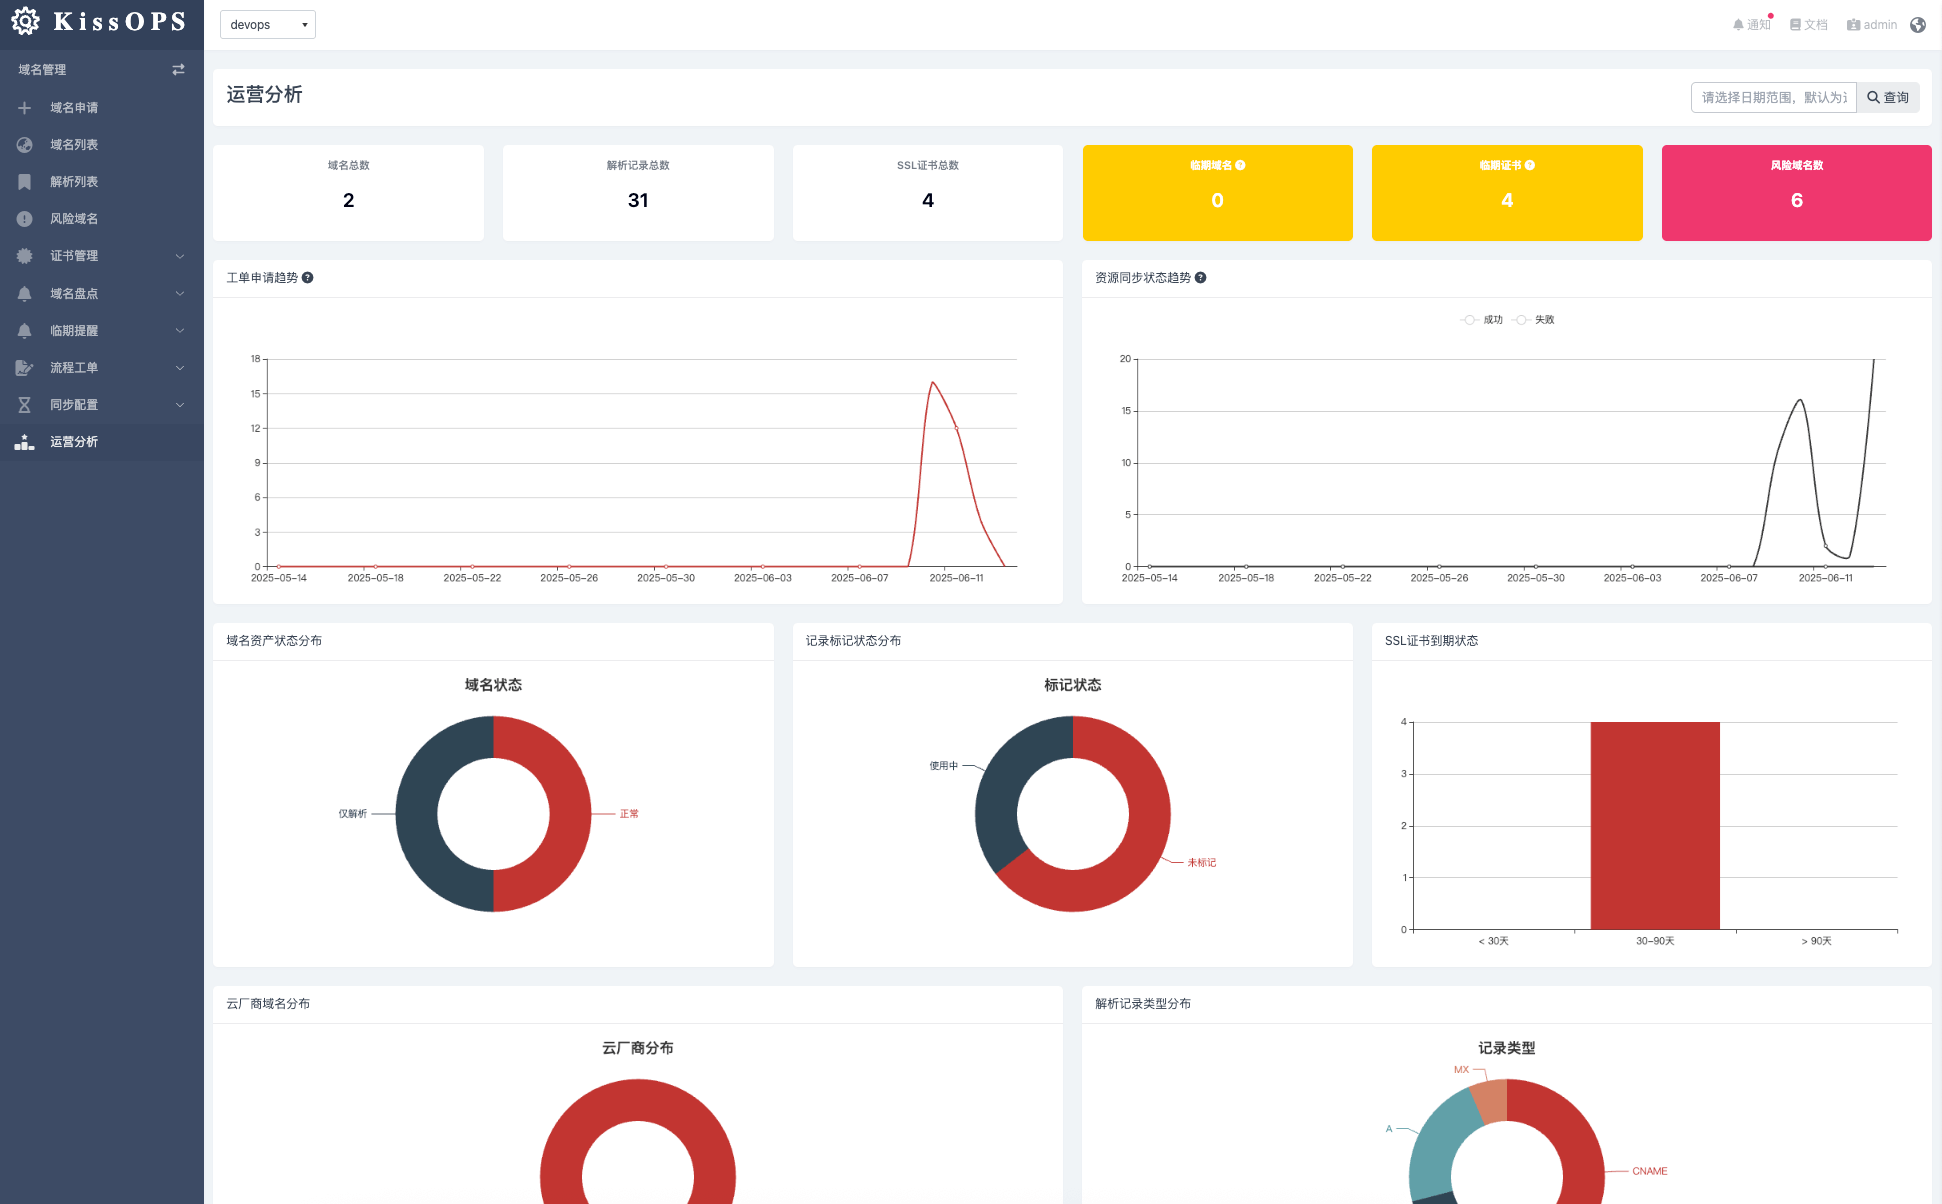 KissOPS
devops
通知
文档
admin
域名管理
域名申请
域名列表
解析列表
风险域名
证书管理
域名盘点
临期提醒
流程工单
同步配置
运营分析
运营分析
请选择日期范围，默认为
查询
域名总数
2
解析记录总数
31
SSL证书总数
4
临期域名
0
临期证书
4
风险域名数
6
工单申请趋势
18
15
12
9
6
3
0
2025-05-14
2025-05-18
2025-05-22
2025-05-26
2025-05-30
2025-06-03
2025-06-07
2025-06-11
资源同步状态趋势
成功
失败
20
15
10
5
0
2025-05-14
2025-05-18
2025-05-22
2025-05-26
2025-05-30
2025-06-03
2025-06-07
2025-06-11
域名资产状态分布
域名状态
仅解析
正常
记录标记状态分布
标记状态
使用中
未标记
SSL证书到期状态
4
3
2
1
0
< 30天
30-90天
> 90天
云厂商域名分布
云厂商分布
解析记录类型分布
记录类型
MX
A
CNAME